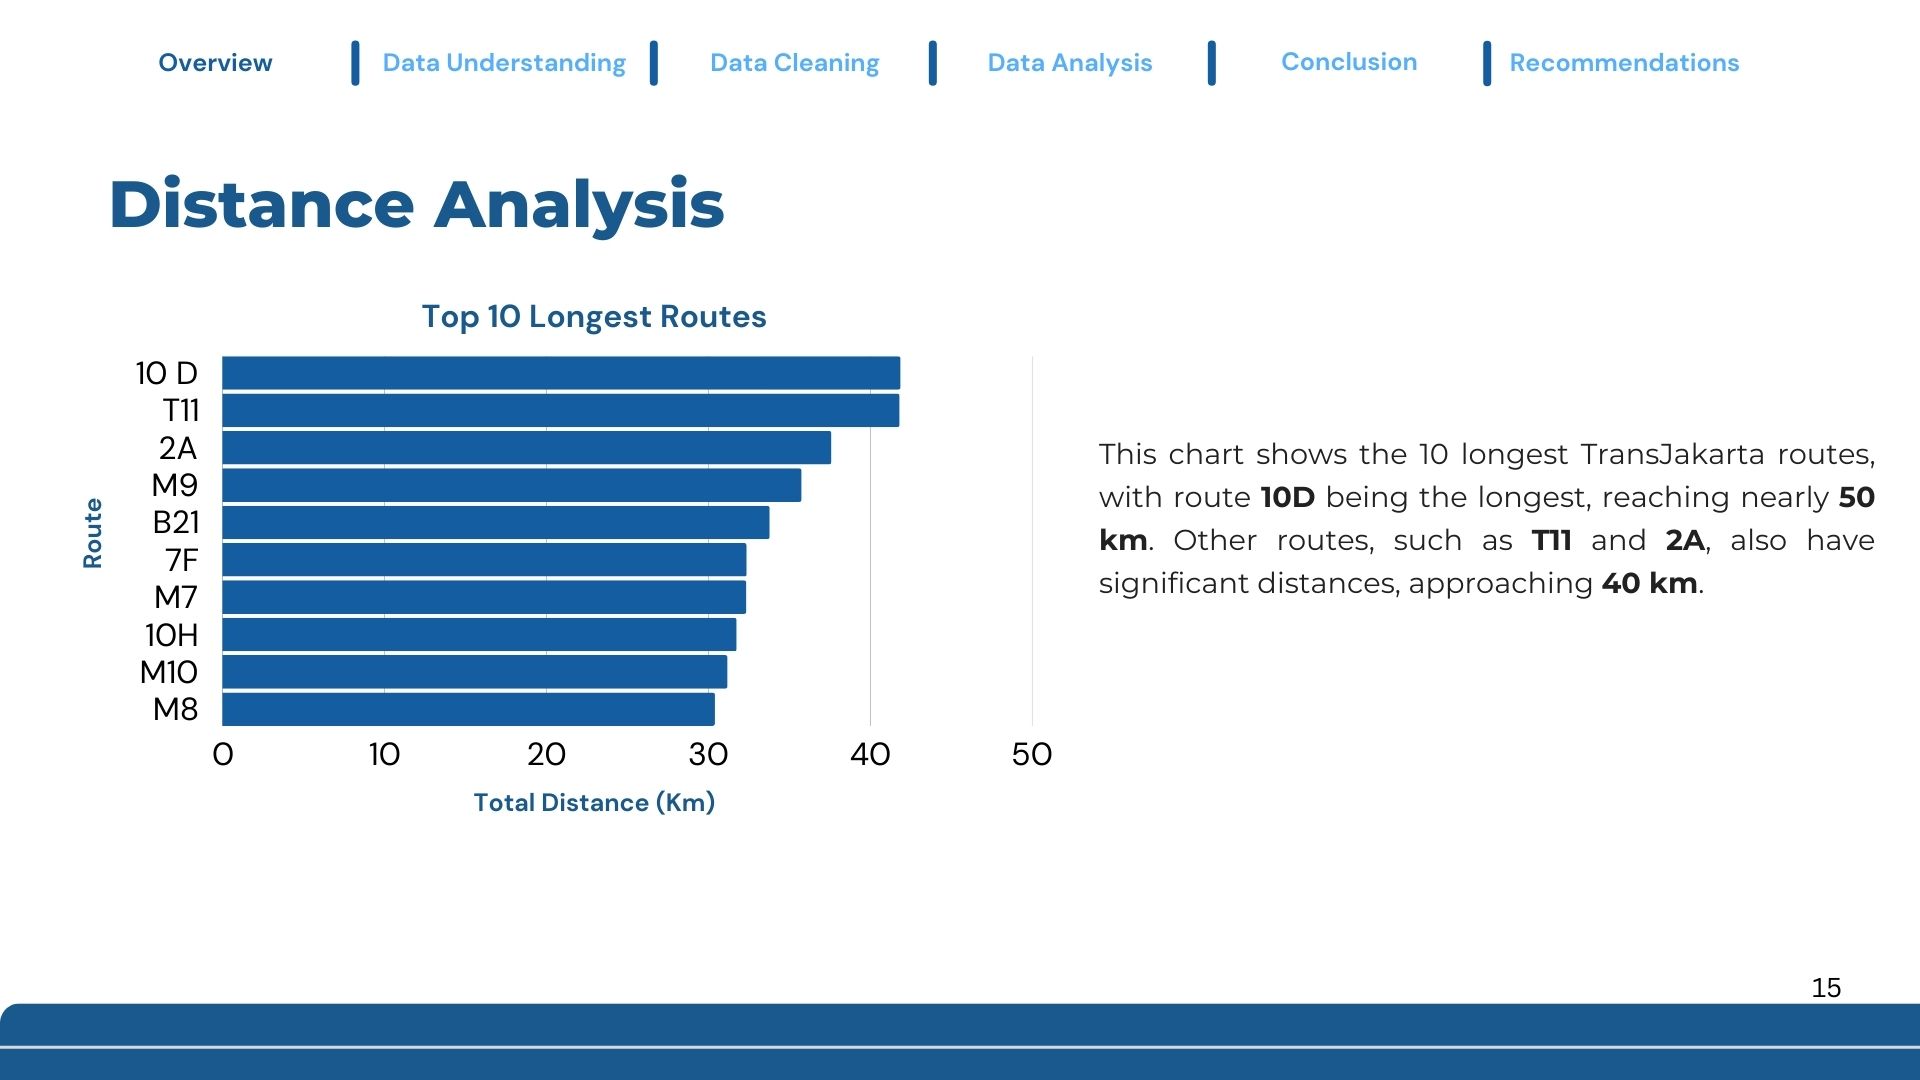 Overview
Data Understanding
Data Cleaning
Data Analysis
Conclusion
Recommendations
Distance Analysis
Top 10 Longest Routes
Route
10 D
T11
2A
M9
B21
7F
M7
10H
M10
M8
0 10 20 30 40 50
Total Distance (Km)
This chart shows the 10 longest TransJakarta routes,
with route 10D being the longest, reaching nearly 50
km. Other routes, such as T11 and 2A, also have
significant distances, approaching 40 km.
15